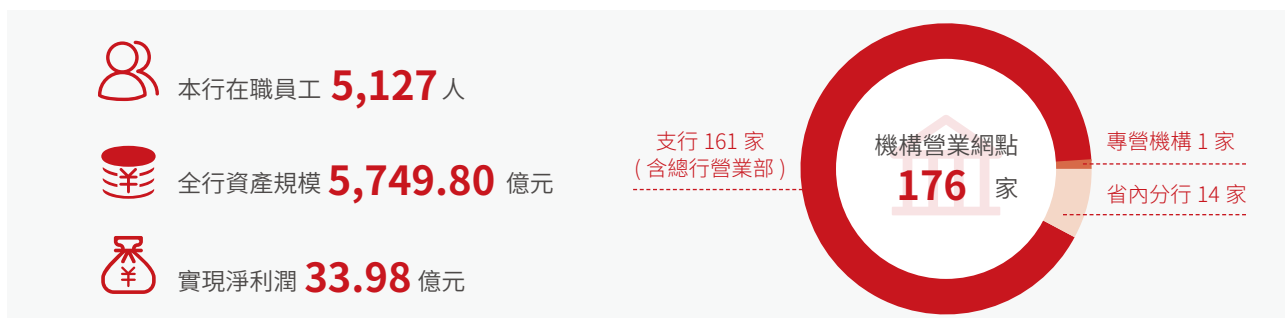 本行在職員工 5,127 人
全行資產規模 5,749.80 億元
實現淨利潤 33.98 億元
支行 161 家
( 含總行營業部 )
機構營業網點
176 家
專營機構 1 家
省內分行 14 家